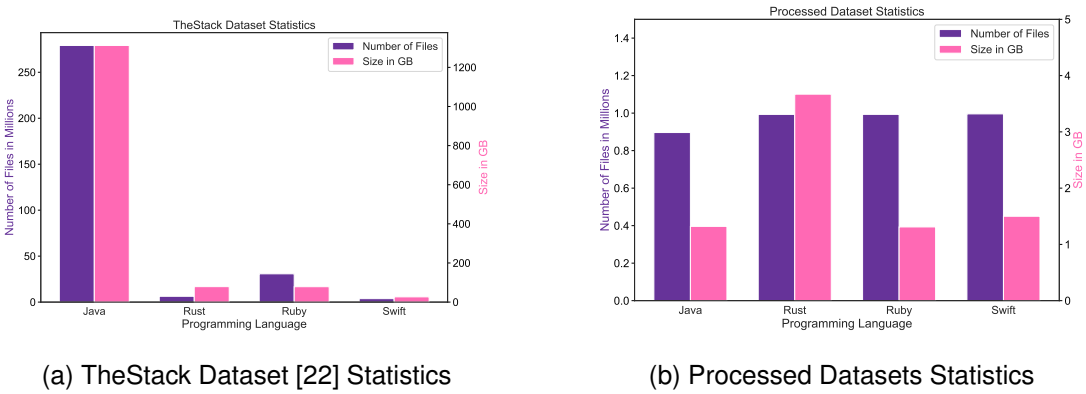 TheStack Dataset Statistics
Number of Files
Size in GB
Number of Files in Millions
250
200
150
100
50
0
1200
1000
800
600
400
200
0
Size in GB
Java Rust Ruby Swift
Programming Language
(a) TheStack Dataset [22] Statistics
Processed Dataset Statistics
Number of Files
Size in GB
Number of Files in Millions
1.4
1.2
1.0
0.8
0.6
0.4
0.2
0.0
5
4
3
2
1
0
Size in GB
Java Rust Ruby Swift
Programming Language
(b) Processed Datasets Statistics